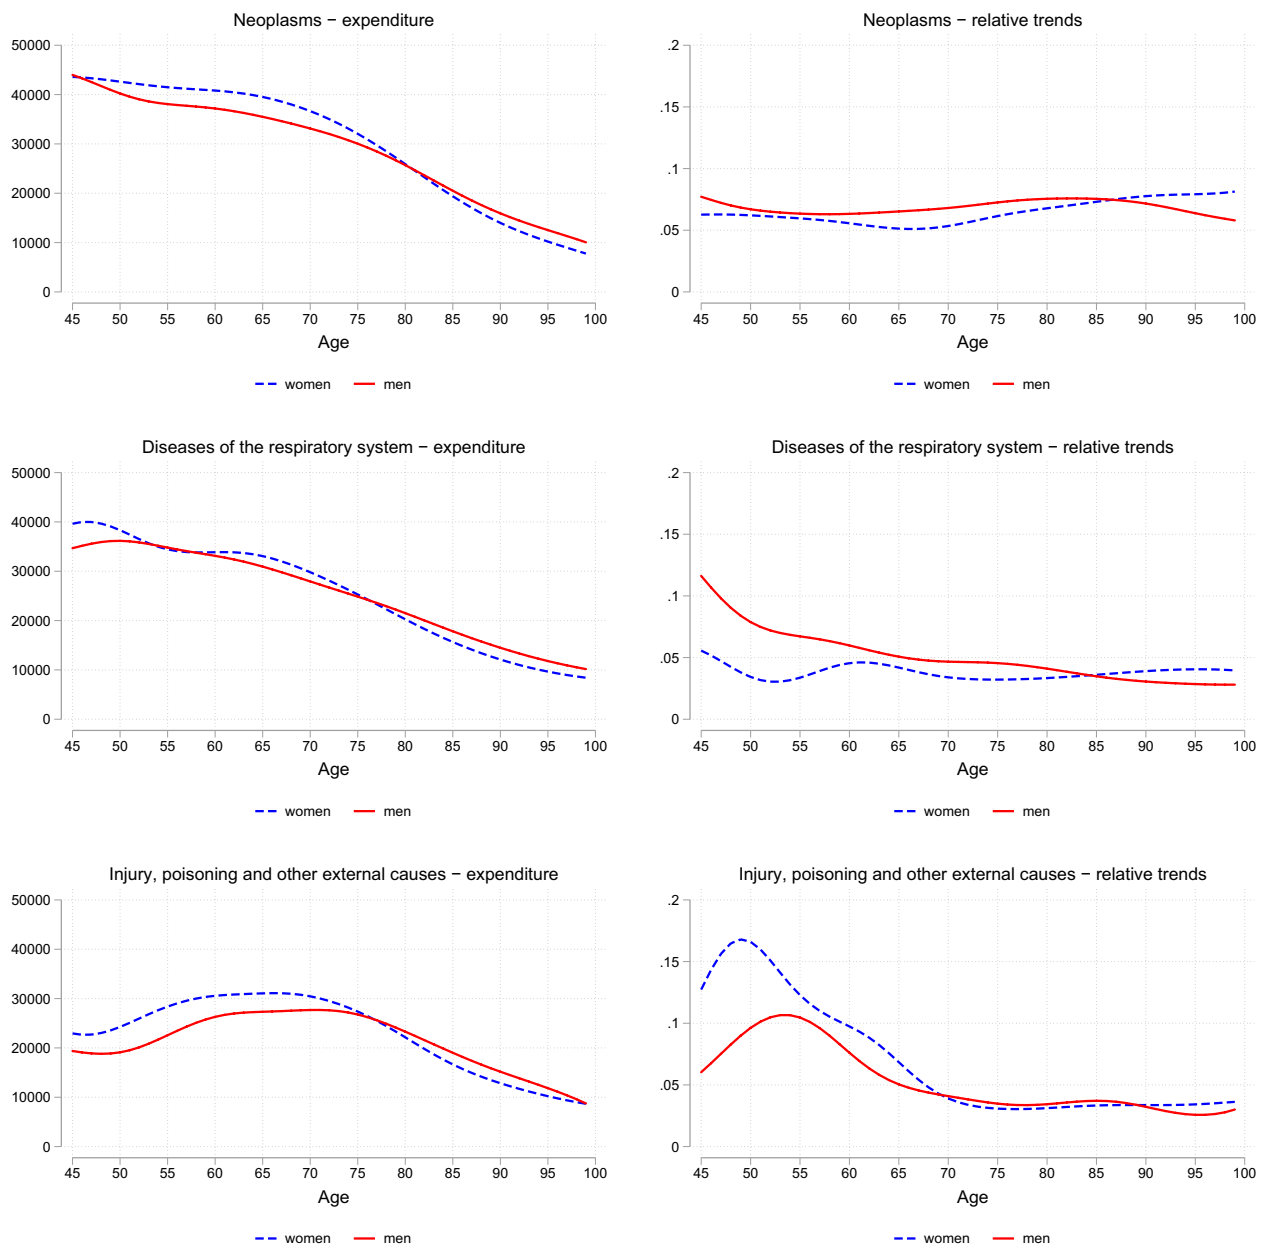 Neoplasms − expenditure
50000
40000
30000
20000
10000
0
45 50 55 60 65 70 75 80 85 90 95 100
Age
women men
Neoplasms − relative trends
.2
.15
.1
.05
0
45 50 55 60 65 70 75 80 85 90 95 100
Age
women men
Diseases of the respiratory system − expenditure
50000
40000
30000
20000
10000
0
45 50 55 60 65 70 75 80 85 90 95 100
Age
women men
Diseases of the respiratory system − relative trends
.2
.15
.1
.05
0
45 50 55 60 65 70 75 80 85 90 95 100
Age
women men
Injury, poisoning and other external causes − expenditure
50000
40000
30000
20000
10000
0
45 50 55 60 65 70 75 80 85 90 95 100
Age
women men
Injury, poisoning and other external causes − relative trends
.2
.15
.1
.05
0
45 50 55 60 65 70 75 80 85 90 95 100
Age
women men